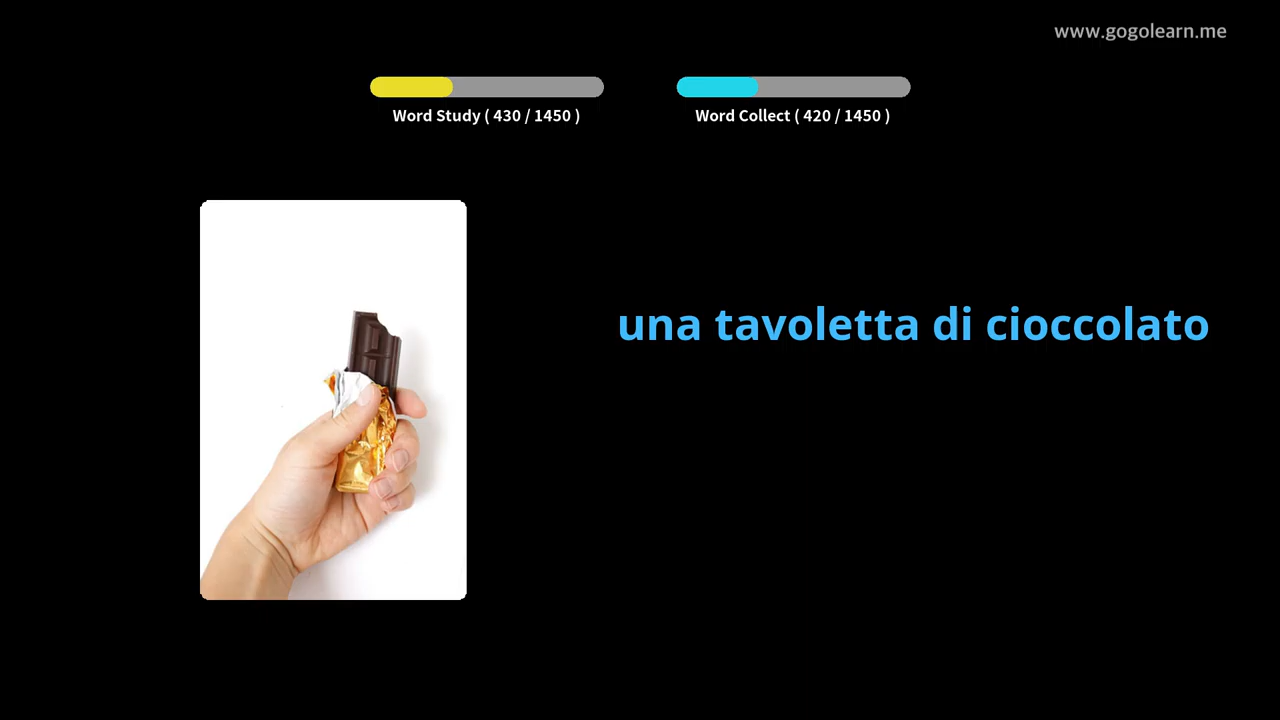 www.gogolearn.me
Word Study ( 430 / 1450 )
Word Collect ( 420 / 1450 )
una tavoletta di cioccolato